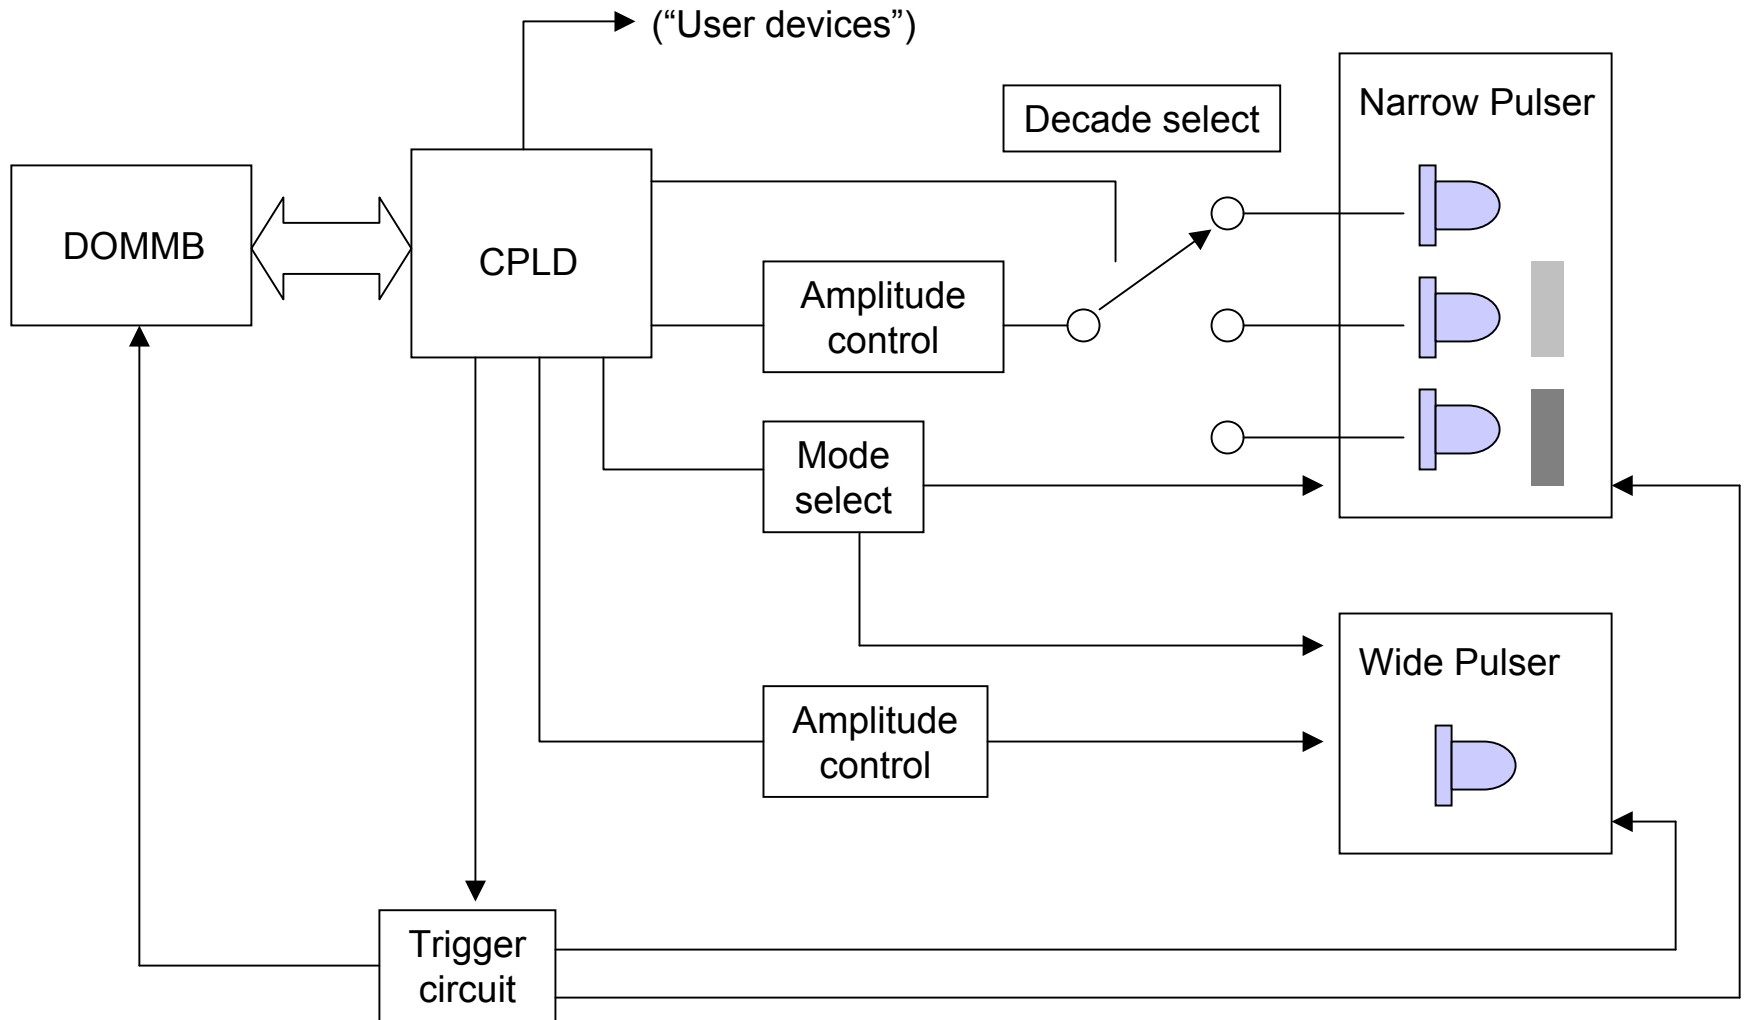 (“User devices”)
Decade select
Narrow Pulser
DOMMB
CPLD
Amplitude
control
Mode
select
Wide Pulser
Amplitude
control
Trigger
circuit